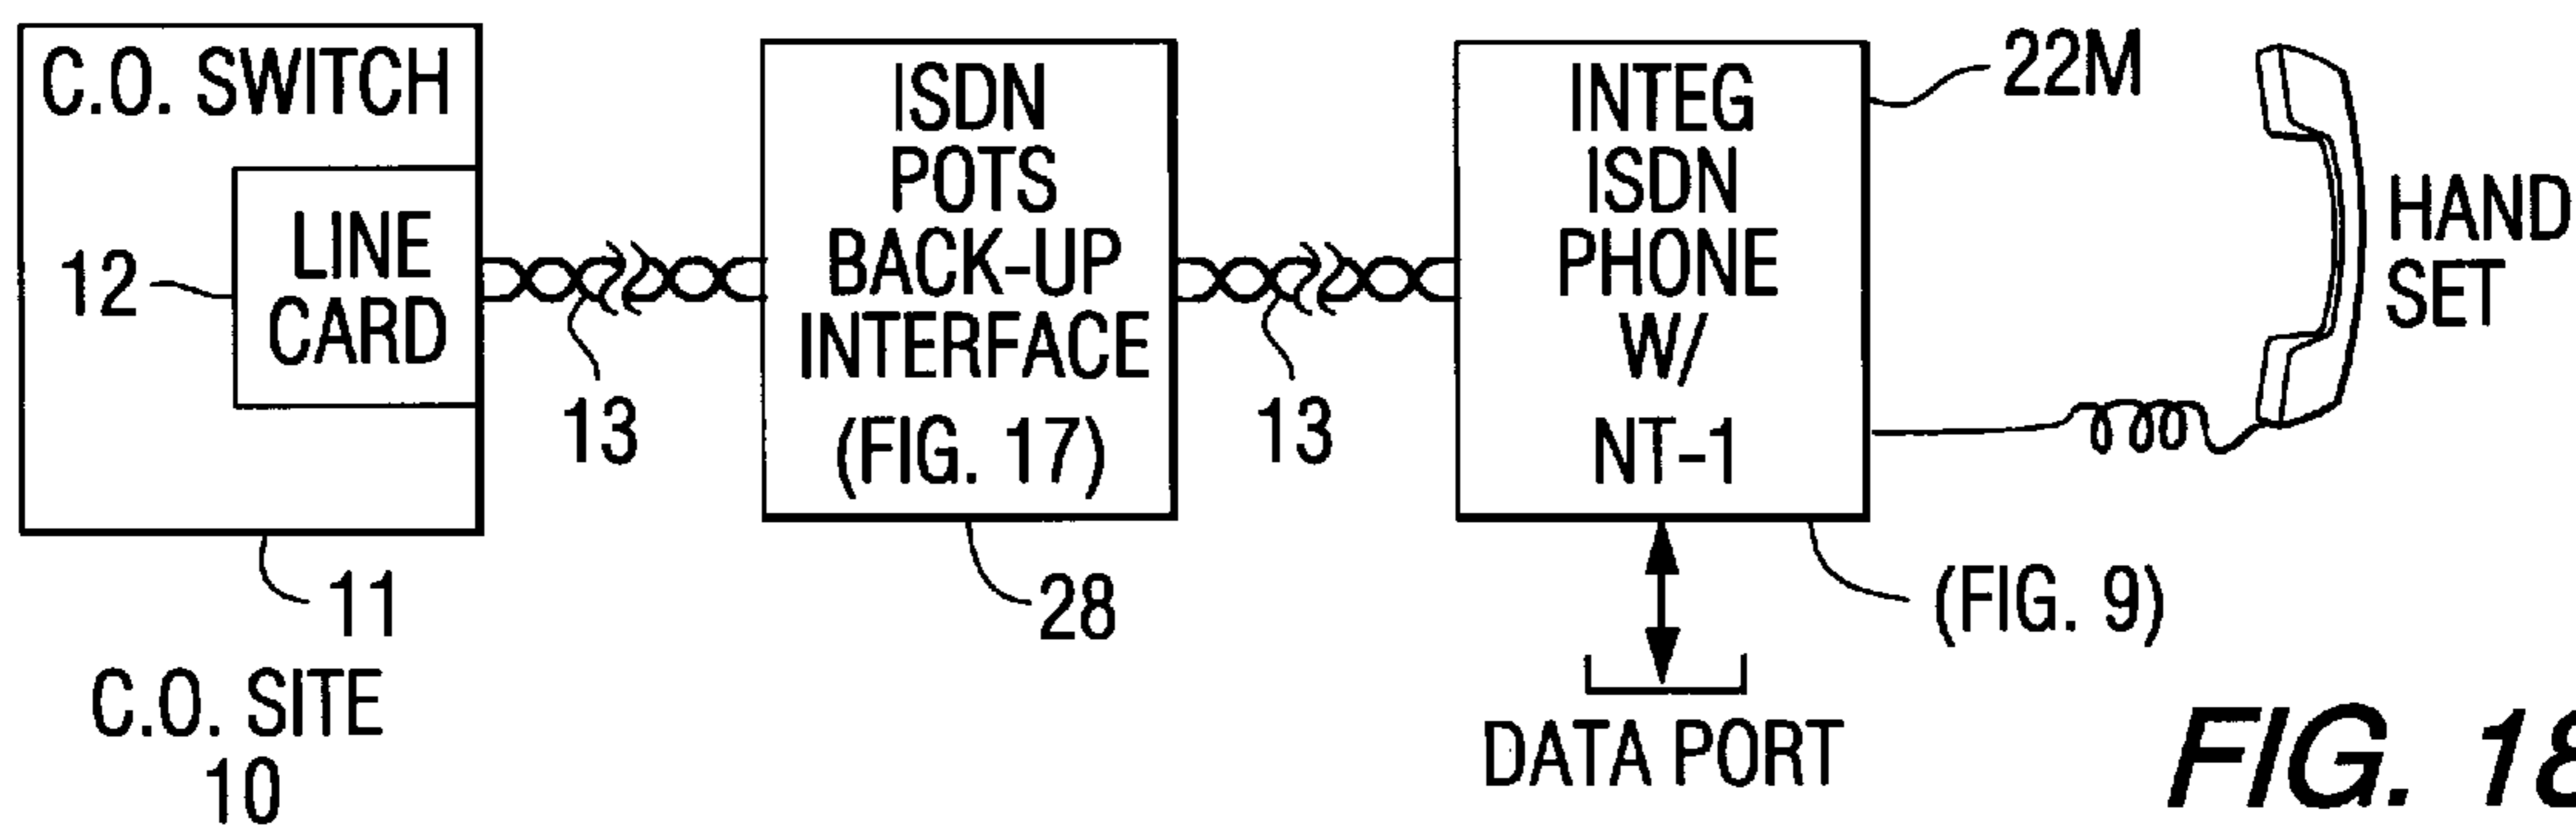 C.O. SWITCH
LINE
CARD
12
13
11
C.O. SITE
10
ISDN
POTS
BACK-UP
INTERFACE
(FIG. 17)
28
13
INTEG
ISDN
PHONE
W/
NT-1
22M
HAND
SET
(FIG. 9)
DATA PORT
FIG. 18